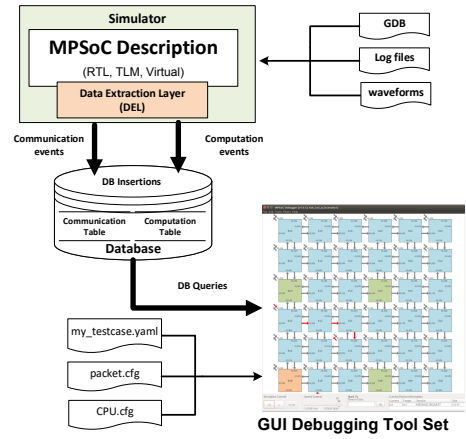 Simulator
MPSoC Description
(RTL, TLM, Virtual)
Data Extraction Layer
(DEL)
GDB
Log files
waveforms
Communication
events
Computation
events
DB Insertions
Communication
Table
Computation
Table
Database
DB Queries
my_testcase.yaml
packet.cfg
CPU.cfg
GUI Debugging Tool Set